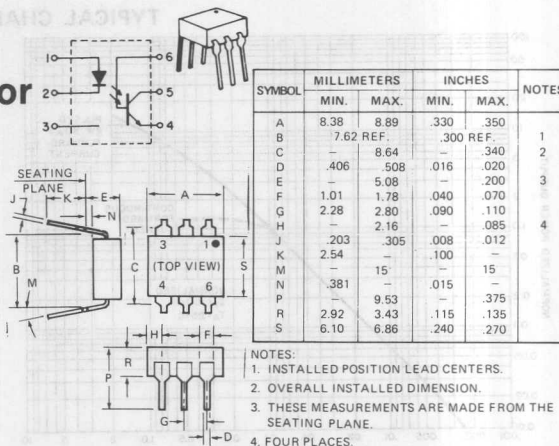 or
1
2
3
6
5
4
SYMBOL MILLIMETERS INCHES NOTES
MIN. MAX. MIN. MAX.
A 8.38 8.89 .330 .350
B 7.62 REF. .300 REF. 1
C – 8.64 – .340 2
D .406 .508 .016 .020
E – 5.08 – .200 3
F 1.01 1.78 .040 .070
G 2.28 2.80 .090 .110
H – 2.16 – .085 4
J .203 .305 .008 .012
K 2.54 – .100 –
M – 15 – 15
N .381 – .015 –
P – 9.53 – .375
R 2.92 3.43 .115 .135
S 6.10 6.86 .240 .270
SEATING
PLANE
K E
J
N
B
M
A
C
S
3 1
(TOP VIEW)
4 6
H F
R
P
G
D
NOTES:
1. INSTALLED POSITION LEAD CENTERS.
2. OVERALL INSTALLED DIMENSION.
3. THESE MEASUREMENTS ARE MADE FROM THE
SEATING PLANE.
4. FOUR PLACES.